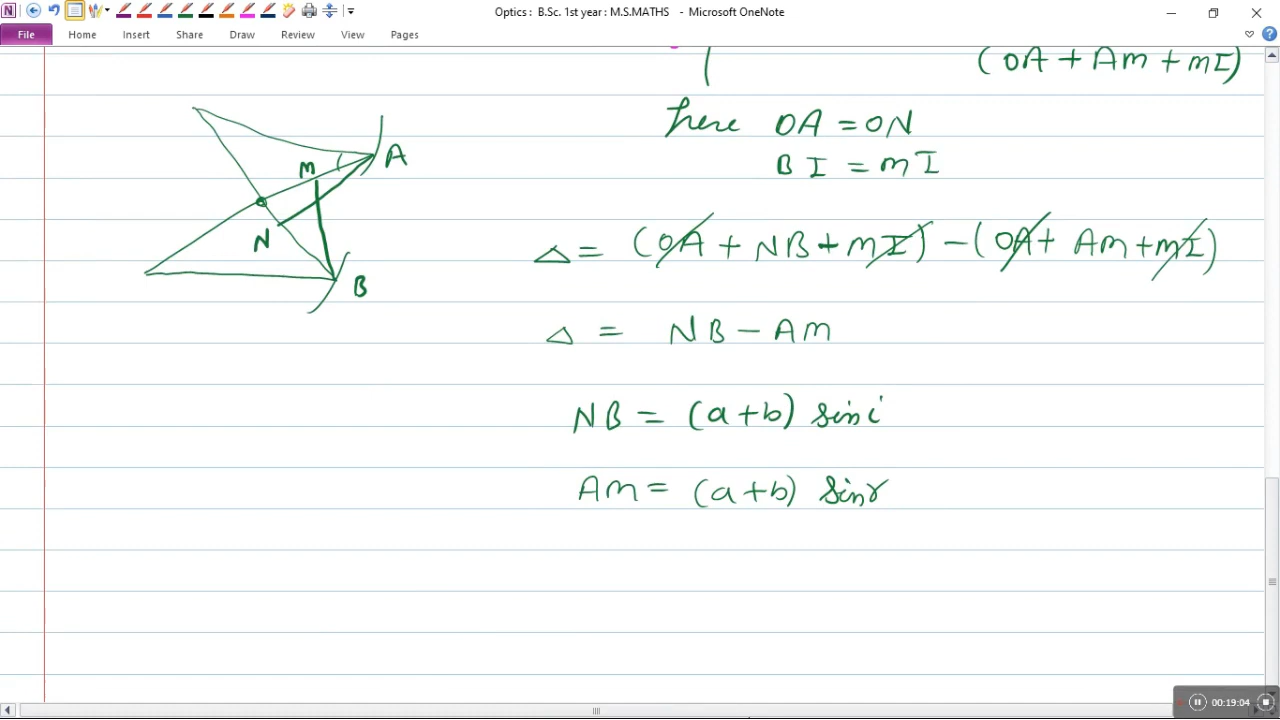 Optics : B.Sc. 1st year : M.S.MATHS - Microsoft OneNote
File Home Insert Share Draw Review View Pages
(OA + AM + MI)
here OA = ON
BI = MI
Δ = (OA + NB + MI) - (OA + AM + MI)
Δ = NB - AM
NB = (a+b) sin i
AM = (a+b) sin r
A
M
N
B
00:19:04